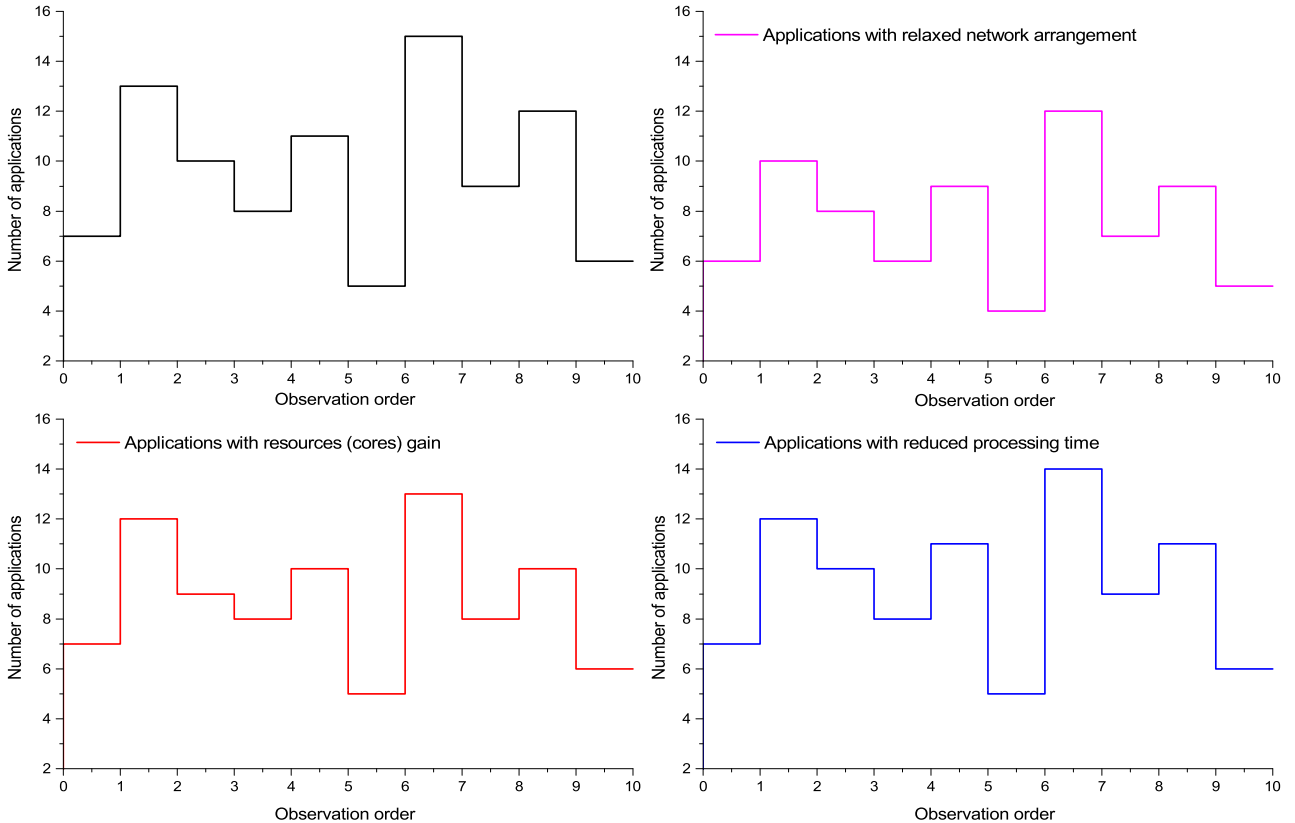 16
14
12
10
8
6
4
2
Number of applications
0 1 2 3 4 5 6 7 8 9 10
Observation order
Applications with relaxed network arrangement
16
14
12
10
8
6
4
2
Number of applications
0 1 2 3 4 5 6 7 8 9 10
Observation order
Applications with resources (cores) gain
16
14
12
10
8
6
4
2
Number of applications
0 1 2 3 4 5 6 7 8 9 10
Observation order
Applications with reduced processing time
16
14
12
10
8
6
4
2
Number of applications
0 1 2 3 4 5 6 7 8 9 10
Observation order